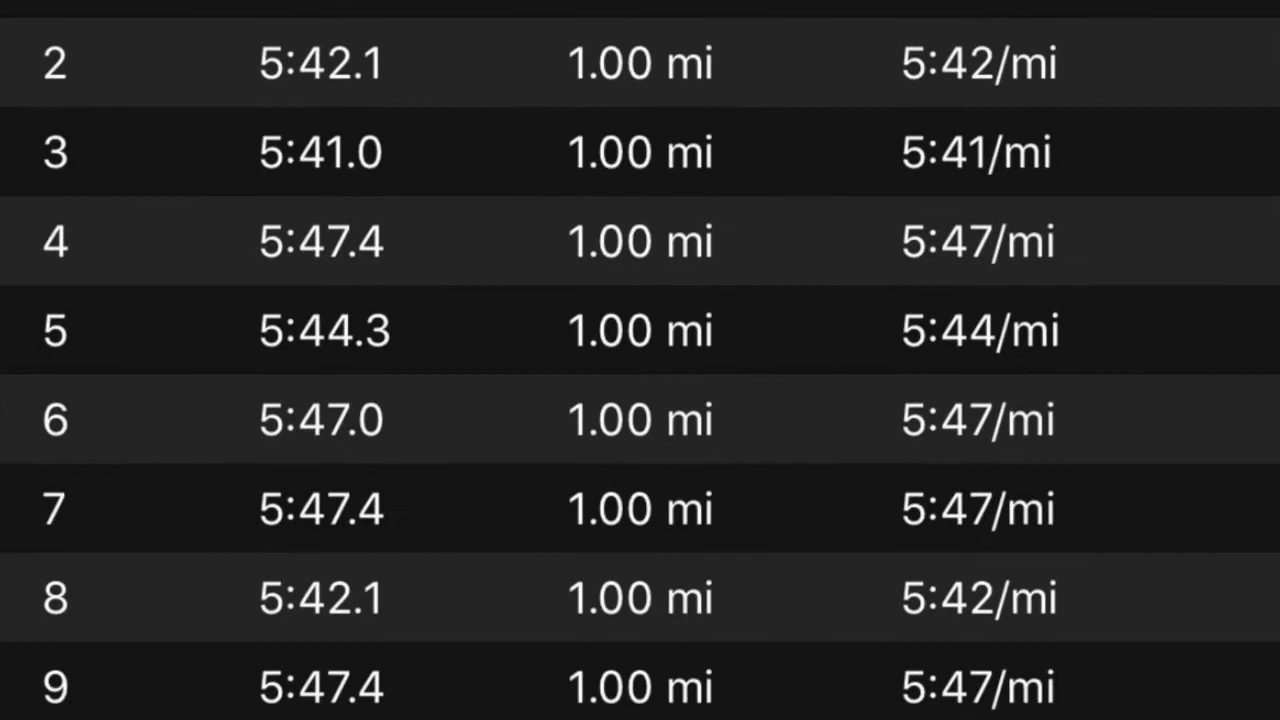 2 5:42.1 1.00 mi 5:42/mi
3 5:41.0 1.00 mi 5:41/mi
4 5:47.4 1.00 mi 5:47/mi
5 5:44.3 1.00 mi 5:44/mi
6 5:47.0 1.00 mi 5:47/mi
7 5:47.4 1.00 mi 5:47/mi
8 5:42.1 1.00 mi 5:42/mi
9 5:47.4 1.00 mi 5:47/mi